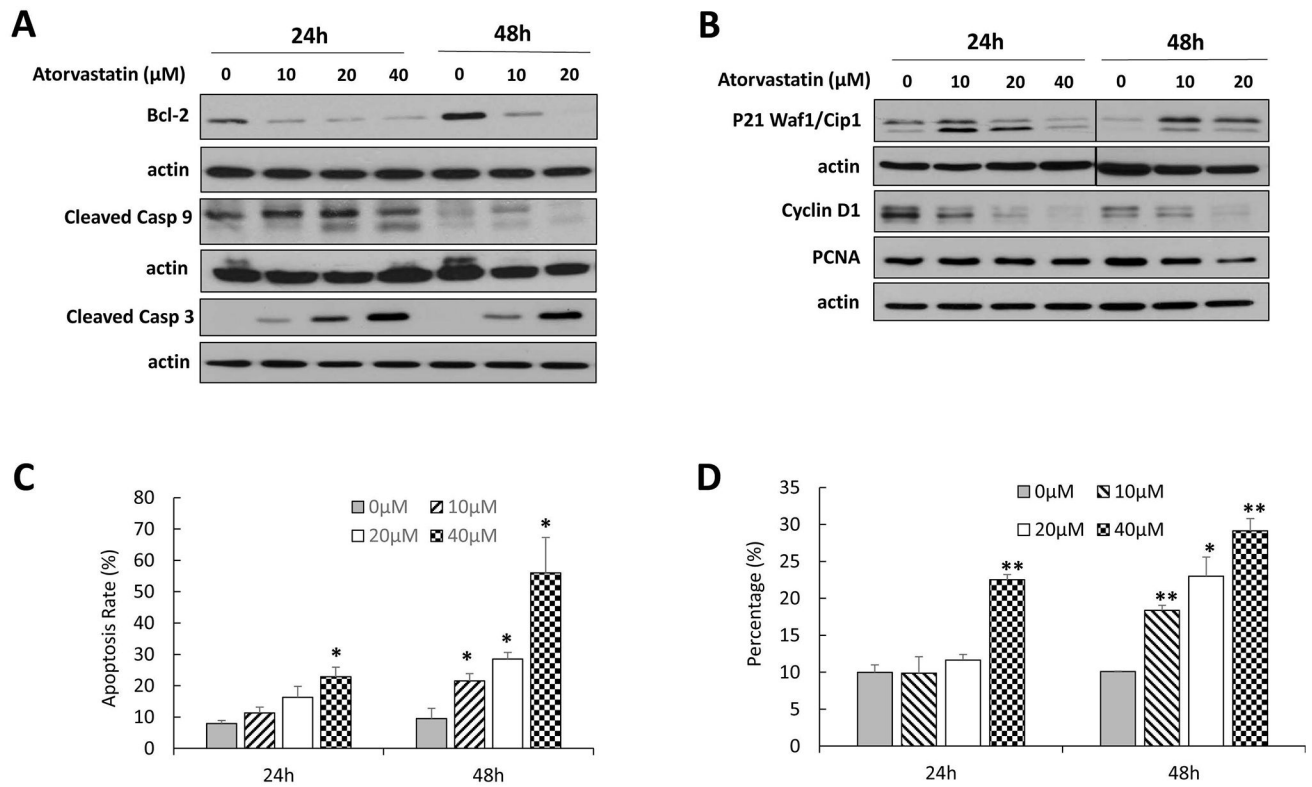 A
24h 48h
Atorvastatin (µM) 0 10 20 40 0 10 20
Bcl-2
actin
Cleaved Casp 9
actin
Cleaved Casp 3
actin
B
24h 48h
Atorvastatin (µM) 0 10 20 40 0 10 20
P21 Waf1/Cip1
actin
Cyclin D1
PCNA
actin
C
Apoptosis Rate (%)
80
70
60
50
40
30
20
10
0
0µM 10µM
20µM 40µM
*
* * *
24h 48h
D
Percentage (%)
35
30
25
20
15
10
5
0
0µM 10µM
20µM 40µM
** ** * **
24h 48h